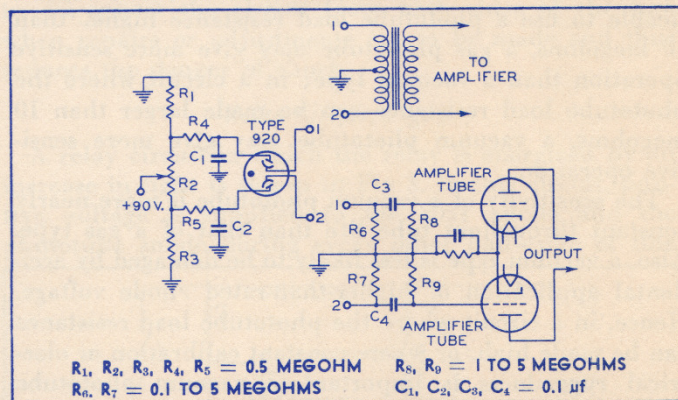 1
TO
AMPLIFIER
2
R1
R4
TYPE
920
C1
1
R2
+90 V.
R5
C2
2
R3
AMPLIFIER
TUBE
C3
1
R6
R8
OUTPUT
R7
R9
2
C4
AMPLIFIER
TUBE
R1, R2, R3, R4, R5 = 0.5 MEGOHM
R6, R7 = 0.1 TO 5 MEGOHMS
R8, R9 = 1 TO 5 MEGOHMS
C1, C2, C3, C4 = 0.1 µf